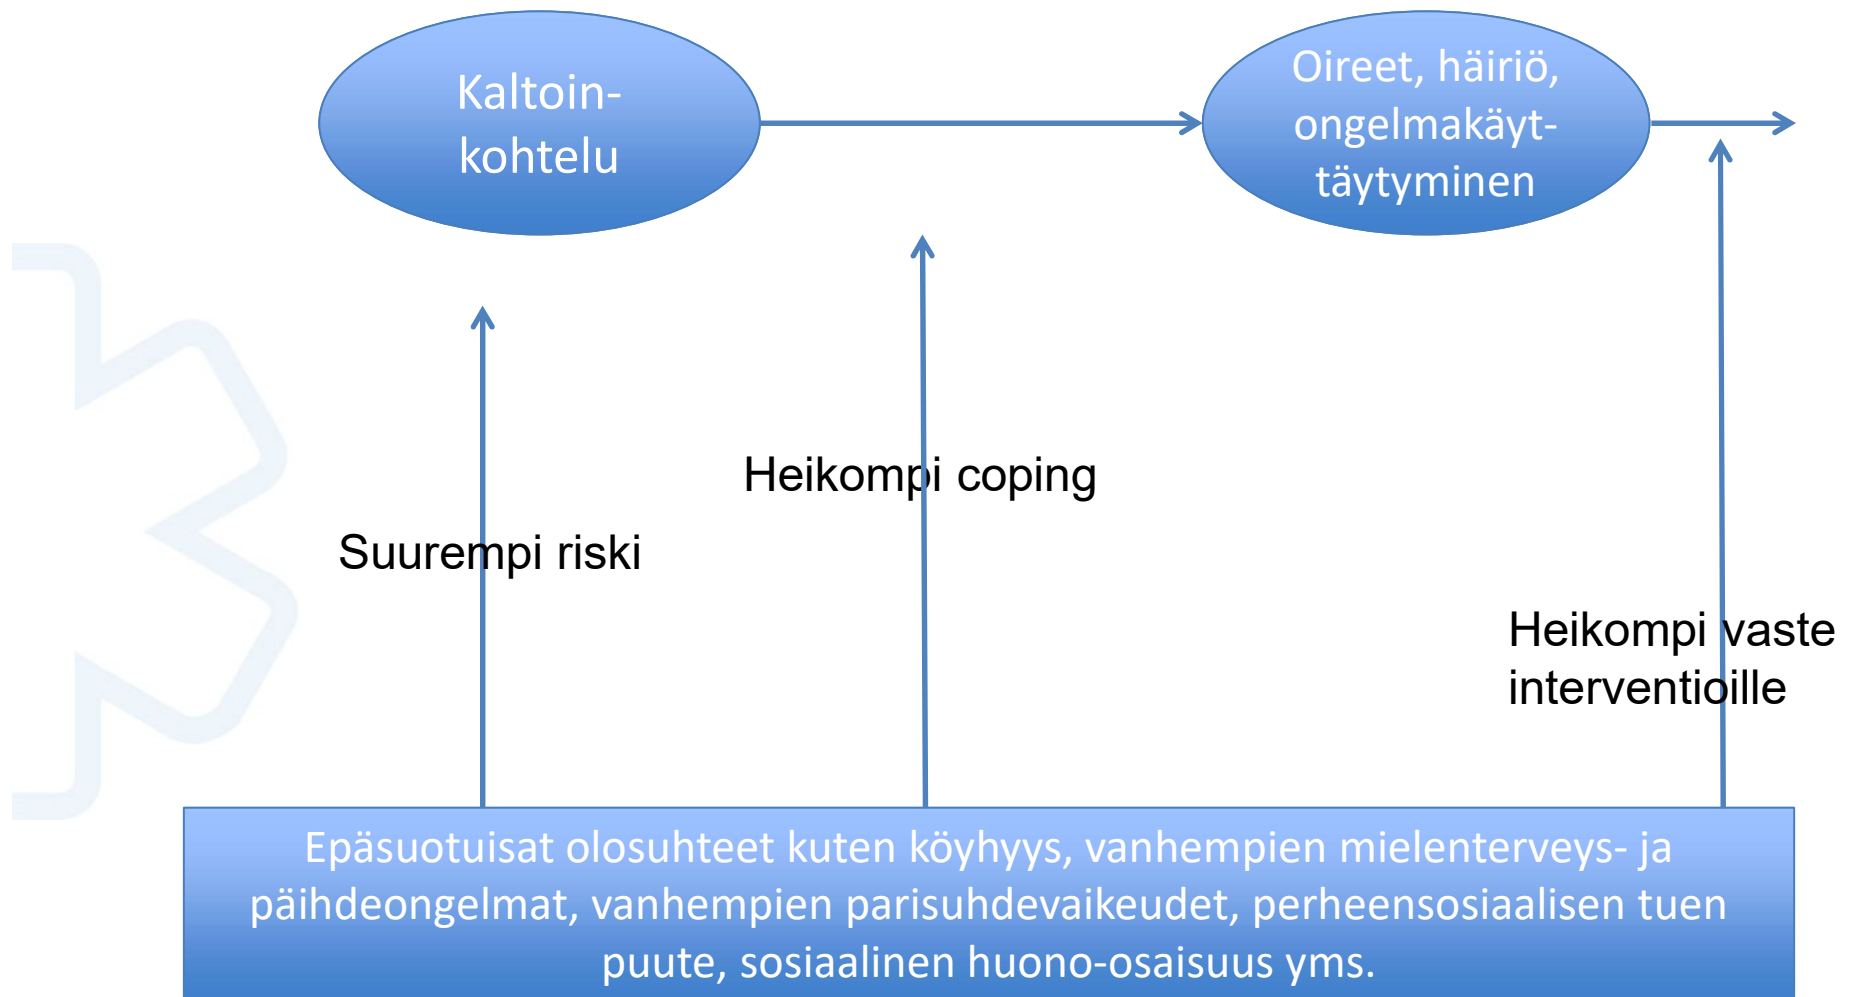 Kaltoin-
kohtelu
Oireet, häiriö,
ongelmakäyt-
täytyminen
Heikompi coping
Suurempi riski
Heikompi vaste
interventioille
Epäsuotuisat olosuhteet kuten köyhyys, vanhempien mielenterveys- ja
päihdeongelmat, vanhempien parisuhdevaikeudet, perheensosiaalisen tuen
puute, sosiaalinen huono-osaisuus yms.